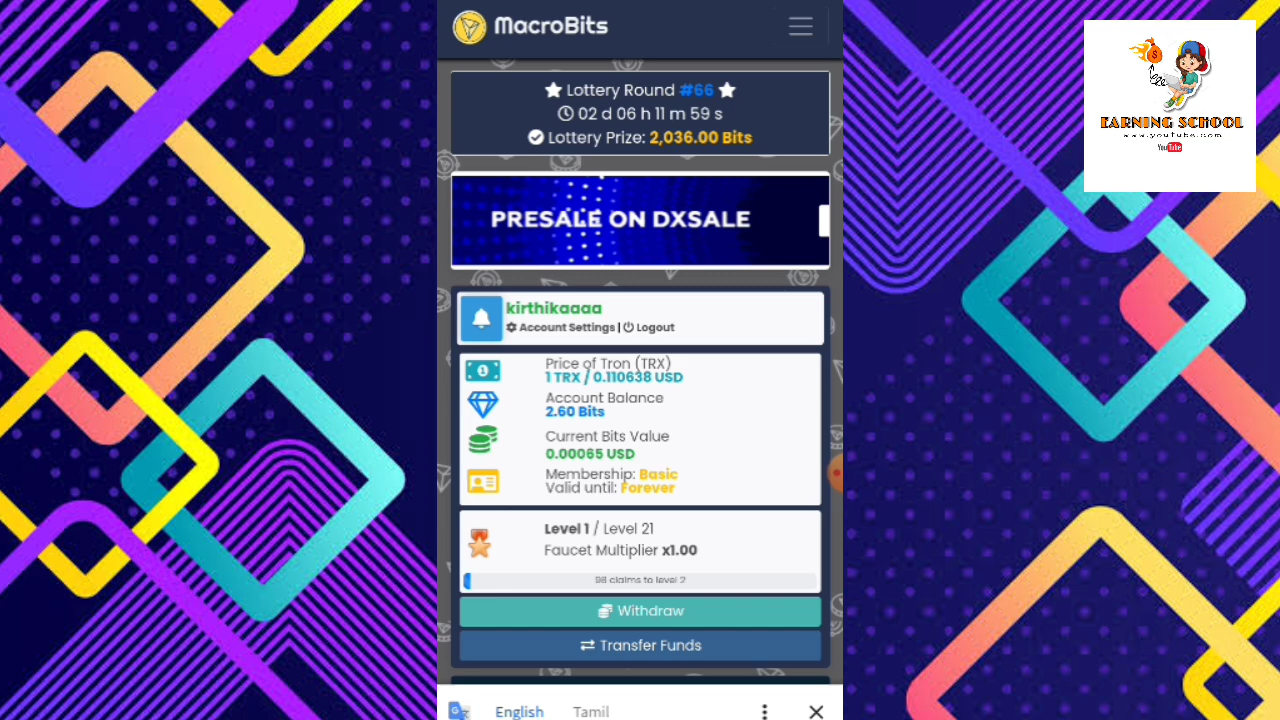 MacroBits
Lottery Round #66
02 d 06 h 11 m 59 s
Lottery Prize: 2,036.00 Bits
PRESALE ON DXSALE
kirthikaaaa
Account Settings | Logout
Price of Tron (TRX)
1 TRX / 0.110638 USD
Account Balance
2.60 Bits
Current Bits Value
0.00065 USD
Membership: Basic
Valid until: Forever
Level 1 / Level 21
Faucet Multiplier x1.00
98 claims to level 2
Withdraw
Transfer Funds
English Tamil
EARNING SCHOOL
www.youtube.com
YouTube